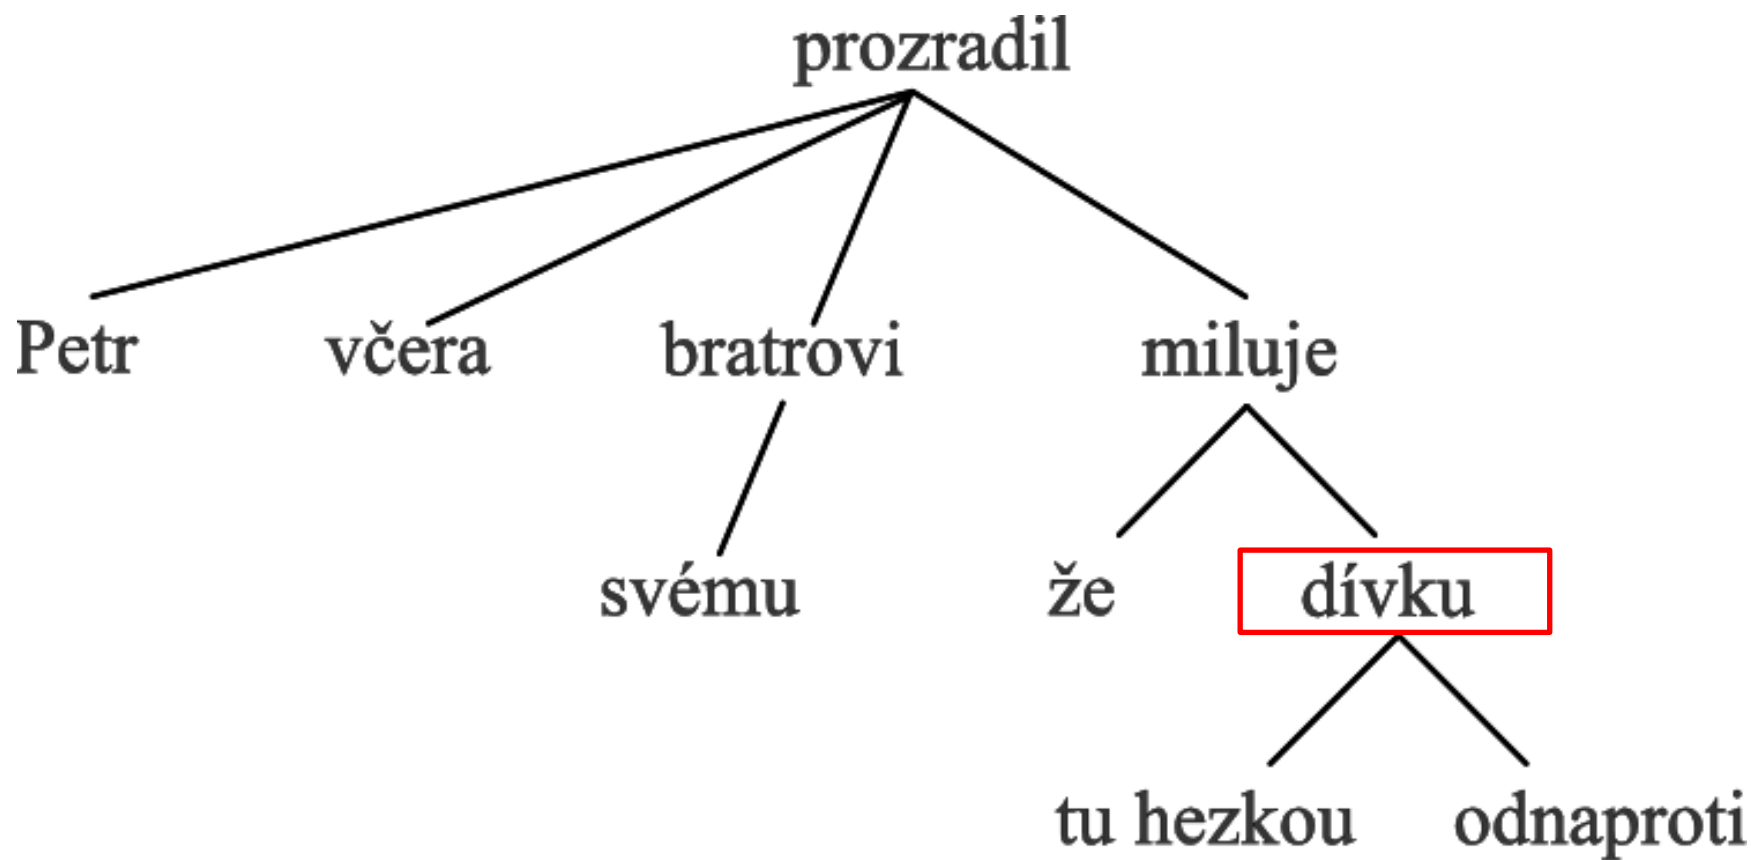 prozradil
Petr včera bratrovi miluje
svému že dívku
tu hezkou odnaproti